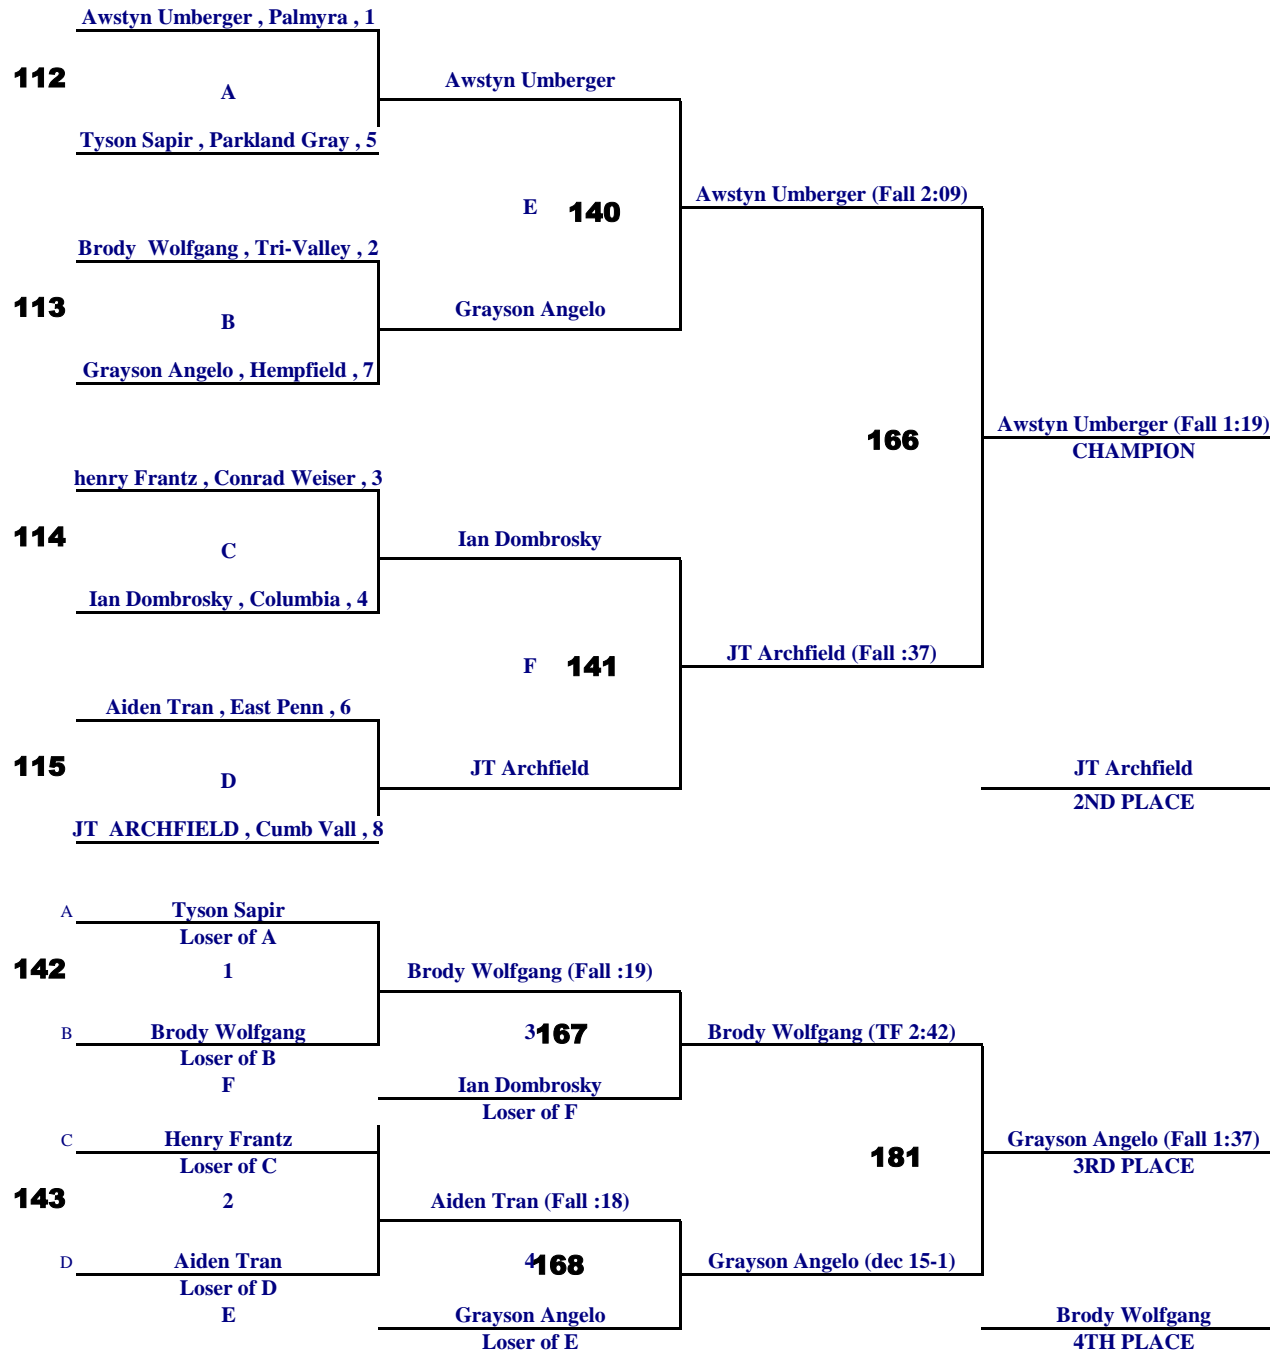 Awstyn Umberger , Palmyra , 1
112
A
Awstyn Umberger
Tyson Sapir , Parkland Gray , 5
E
140
Awstyn Umberger (Fall 2:09)
Brody  Wolfgang , Tri-Valley , 2
113
B
Grayson Angelo
Grayson Angelo , Hempfield , 7
166
Awstyn Umberger (Fall 1:19)
CHAMPION
henry Frantz , Conrad Weiser , 3
114
C
Ian Dombrosky
Ian Dombrosky , Columbia , 4
F
141
JT Archfield (Fall :37)
Aiden Tran , East Penn , 6
115
D
JT Archfield
JT  ARCHFIELD , Cumb Vall , 8
JT Archfield
2ND PLACE
A
Tyson Sapir
Loser of A
142
1
Brody Wolfgang (Fall :19)
B
Brody Wolfgang
Loser of B
3
167
Brody Wolfgang (TF 2:42)
F
Ian Dombrosky
Loser of F
C
Henry Frantz
Loser of C
181
Grayson Angelo (Fall 1:37)
3RD PLACE
143
2
Aiden Tran (Fall :18)
D
Aiden Tran
Loser of D
4
168
Grayson Angelo (dec 15-1)
E
Grayson Angelo
Loser of E
Brody Wolfgang
4TH PLACE